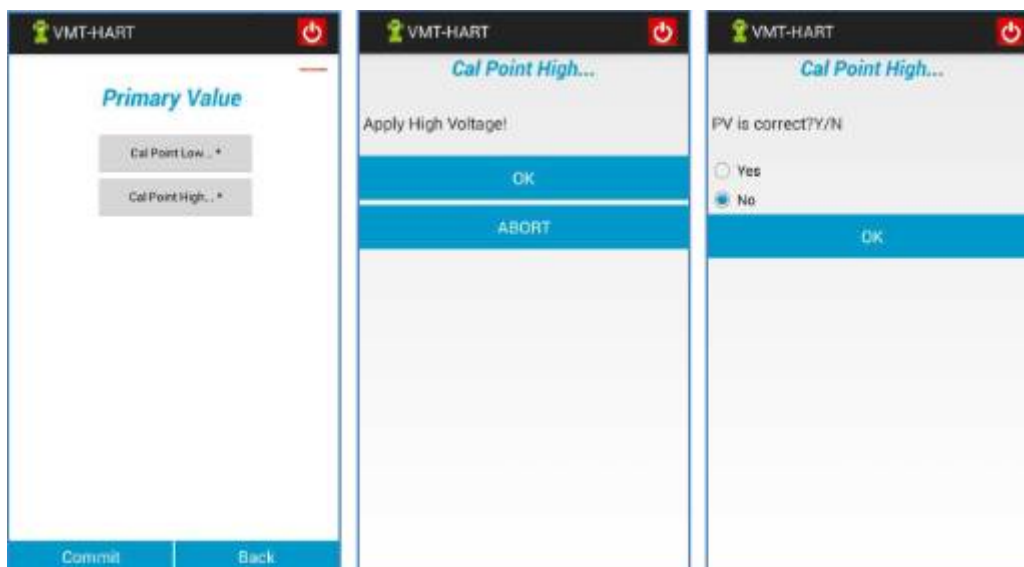 VMT-HART
Primary Value
Cal Point Low...*
Cal Point High...*
Commit
Back
VMT-HART
Cal Point High...
Apply High Voltage!
OK
ABORT
VMT-HART
Cal Point High...
PV is correct?Y/N
Yes
No
OK